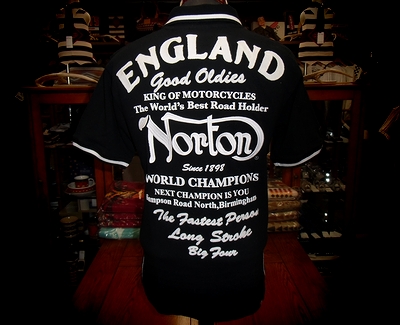 ENGLAND
Good Oldies
KING OF MOTORCYCLES
The World's Best Road Holder
Norton
Since 1898
WORLD CHAMPIONS
NEXT CHAMPION IS YOU
Road North,Birmingham
The Fastest Person
Long Stroke
Big Four